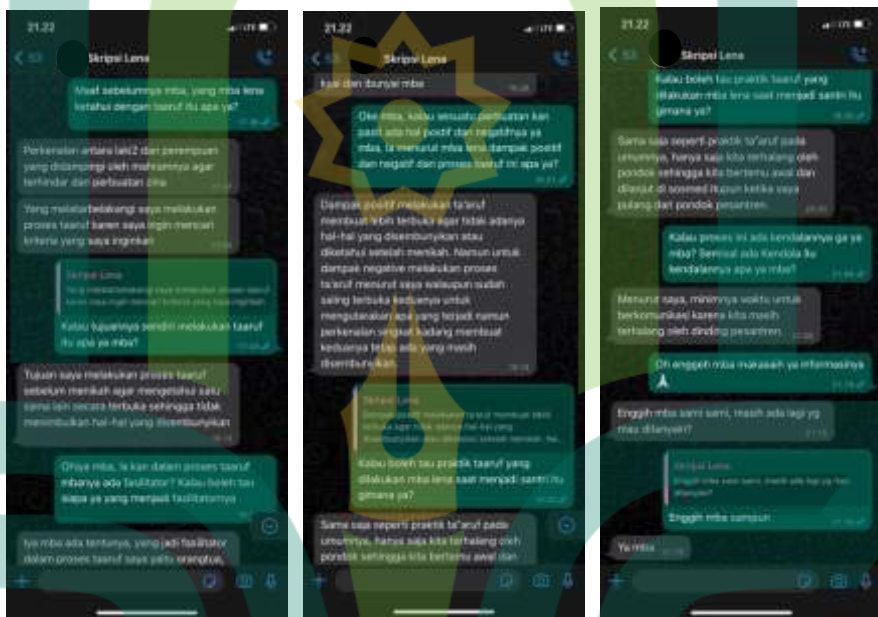 21.22
Skripsi Lena
Maaf sebelumnya mba, yang mba lena
ketahui dengan taaruf itu apa ya?
Perkenalan antara laki2 dan perempuan
yang didampingi oleh mahramnya agar
terhindar dari perbuatan zina
Yang melatarbelakangi saya melakukan
proses taaruf karen saya ingin mencari
kriteria yang saya inginkan
Skripsi Lena
Kalau tujuannya sendiri melakukan taaruf
itu apa ya mba?
Tujuan saya melakukan proses taaruf
sebelum menikah agar mengetahui satu
sama lain secara terbuka sehingga tidak
menimbulkan hal-hal yang disembunyikan
Ohiya mba, la kan dalam proses taaruf
mbanya ada fasilitator? Kalau boleh tau
siapa ya yang menjadi fasilitatornya
Iya mba ada tentunya, yang jadi fasilitator
dalam proses taaruf saya yaitu orangtua,
21.22
Skripsi Lena
dan ibunyai mba
Oke mba, kalau sesuatu perbuatan kan
pasti ada hal postif dan negatifnya ya
mba, la menurut mba lena dampak positif
dan negatif dari proses taaruf ini apa ya?
Dampak positif melakukan ta'aruf
membuat lebih terbuka agar tidak adanya
hal-hal yang disembunyikan atau
diketahui setelah menikah. Namun untuk
dampak negative melakukan proses
ta'aruf menurut saya walaupun sudah
saling terbuka keduanya untuk
mengutarakan apa yang terjadi namun
perkenalan singkat kadang membuat
keduanya tetap ada yang masih
disembunyikan
Skripsi Lena
Kalau boleh tau praktik taaruf yang
dilakukan mba lena saat menjadi santri itu
gimana ya?
Sama saja seperti praktik ta'aruf pada
umumnya, hanya saja kita terhalang oleh
pondok sehingga kita bertemu awal dan
21.22
Skripsi Lena
Kalau boleh tau praktik taaruf yang
dilakukan mba lena saat menjadi santri itu
gimana ya?
Sama saja seperti praktik ta'aruf pada
umumnya, hanya saja kita terhalang oleh
pondok sehingga kita bertemu awal dan
dilanjut di sosmed itupun ketika saya
pulang dari pondok pesantren.
Kalau proses ini ada kendalannya ga ya
mba? Semisal ada Kendala itu
kendalannya apa ya mba?
Menurut saya, minimnya waktu untuk
berkomunikasi karena kita masih
terhalang oleh dinding pesantren
Oh enggeh mba makasih ya informasinya
Enggih mba sami sami, masih ada lagi yg
mau ditanyain?
Skripsi Lena
Enggih mba sampun
Ya mba